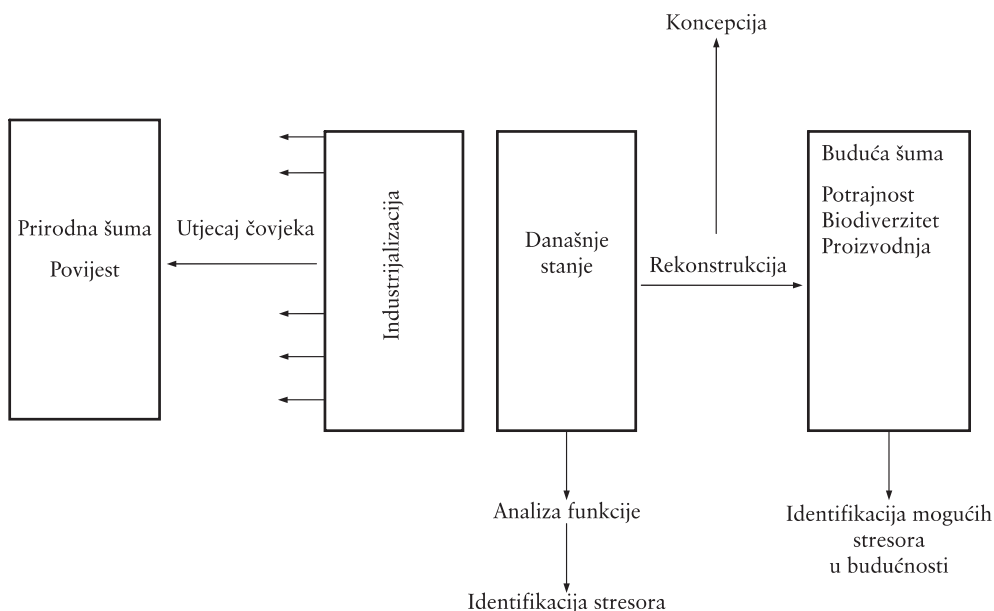 Koncepcija
Prirodna šuma
Povijest
Utjecaj čovjeka
Industrijalizacija
Današnje
stanje
Rekonstrukcija
Buduća šuma
Potrajnost
Biodiverzitet
Proizvodnja
Analiza funkcije
Identifikacija stresora
Identifikacija mogućih
stresora
u budućnosti